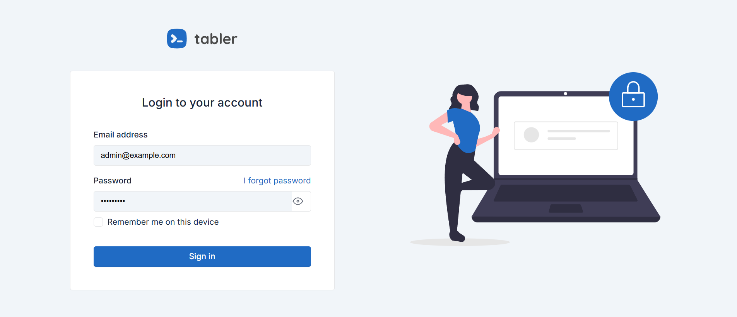 tabler
Login to your account
Email address
admin@example.com
Password I forgot password
•••••••••
Remember me on this device
Sign in